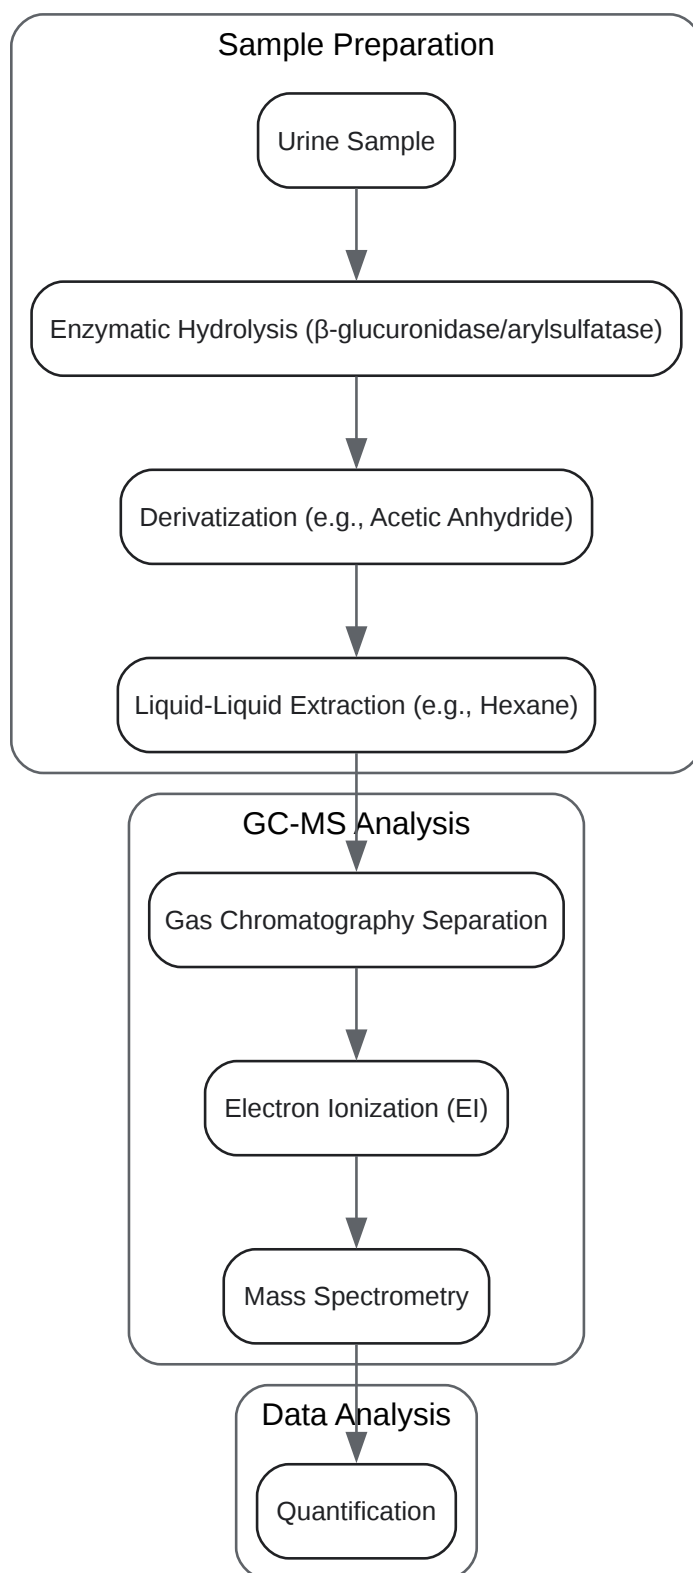 Sample Preparation
Urine Sample
Enzymatic Hydrolysis (β-glucuronidase/arylsulfatase)
Derivatization (e.g., Acetic Anhydride)
Liquid-Liquid Extraction (e.g., Hexane)
GC-MS Analysis
Gas Chromatography Separation
Electron Ionization (EI)
Mass Spectrometry
Data Analysis
Quantification